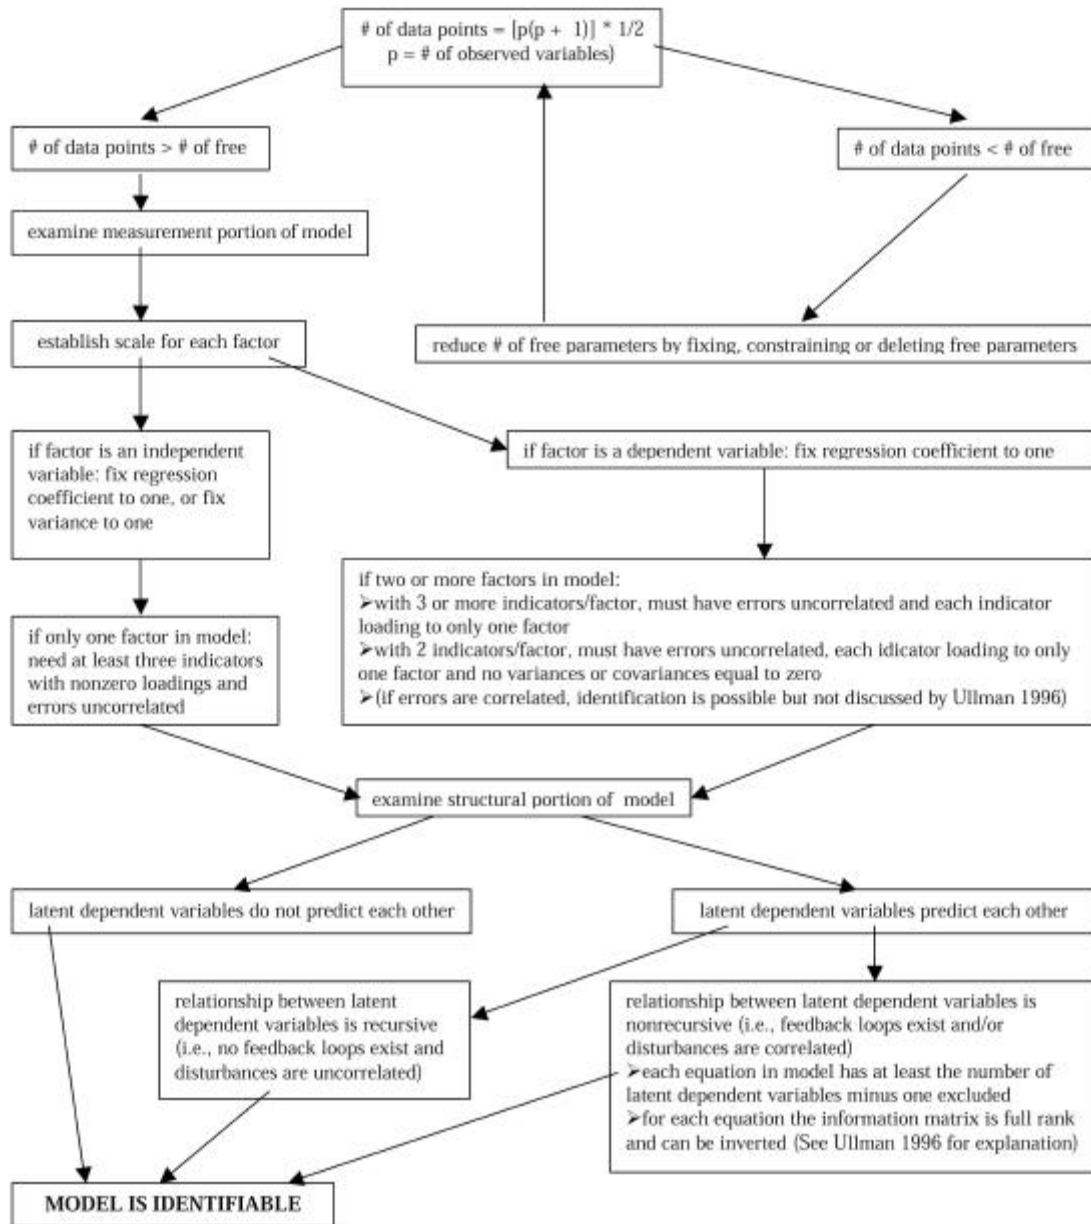 # of data points = [p(p + 1)] * 1/2
p = # of observed variables)
# of data points > # of free
# of data points < # of free
examine measurement portion of model
establish scale for each factor
reduce # of free parameters by fixing, constraining or deleting free parameters
if factor is an independent
variable: fix regression
coefficient to one, or fix
variance to one
if factor is a dependent variable: fix regression coefficient to one
if only one factor in model:
need at least three indicators
with nonzero loadings and
errors uncorrelated
if two or more factors in model:
➢with 3 or more indicators/factor, must have errors uncorrelated and each indicator
loading to only one factor
➢with 2 indicators/factor, must have errors uncorrelated, each idicator loading to only
one factor and no variances or covariances equal to zero
➢(if errors are correlated, identification is possible but not discussed by Ullman 1996)
examine structural portion of model
latent dependent variables do not predict each other
latent dependent variables predict each other
relationship between latent
dependent variables is recursive
(i.e., no feedback loops exist and
disturbances are uncorrelated)
relationship between latent dependent variables is
nonrecursive (i.e., feedback loops exist and/or
disturbances are correlated)
➢each equation in model has at least the number of
latent dependent variables minus one excluded
➢for each equation the information matrix is full rank
and can be inverted (See Ullman 1996 for explanation)
MODEL IS IDENTIFIABLE